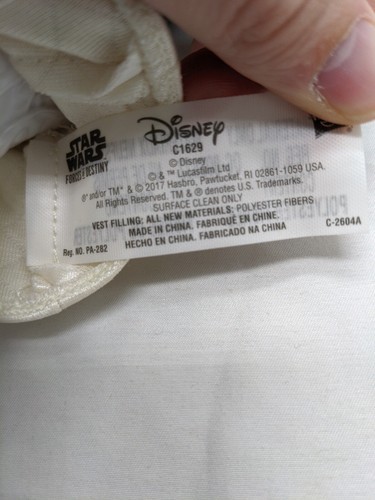 STAR
WARS
FORCES OF DESTINY
Disney
C1629
© Disney
© & ™ Lucasfilm Ltd.
®* and/or TM* & © 2017 Hasbro, Pawtucket, RI 02861-1059 USA.
All Rights Reserved. TM & ® denotes U.S. Trademarks.
SURFACE CLEAN ONLY
VEST FILLING: ALL NEW MATERIALS: POLYESTER FIBERS
MADE IN CHINA. FABRIQUÉ EN CHINE.
HECHO EN CHINA. FABRICADO NA CHINA
Reg. NO. PA-282
C-2604A